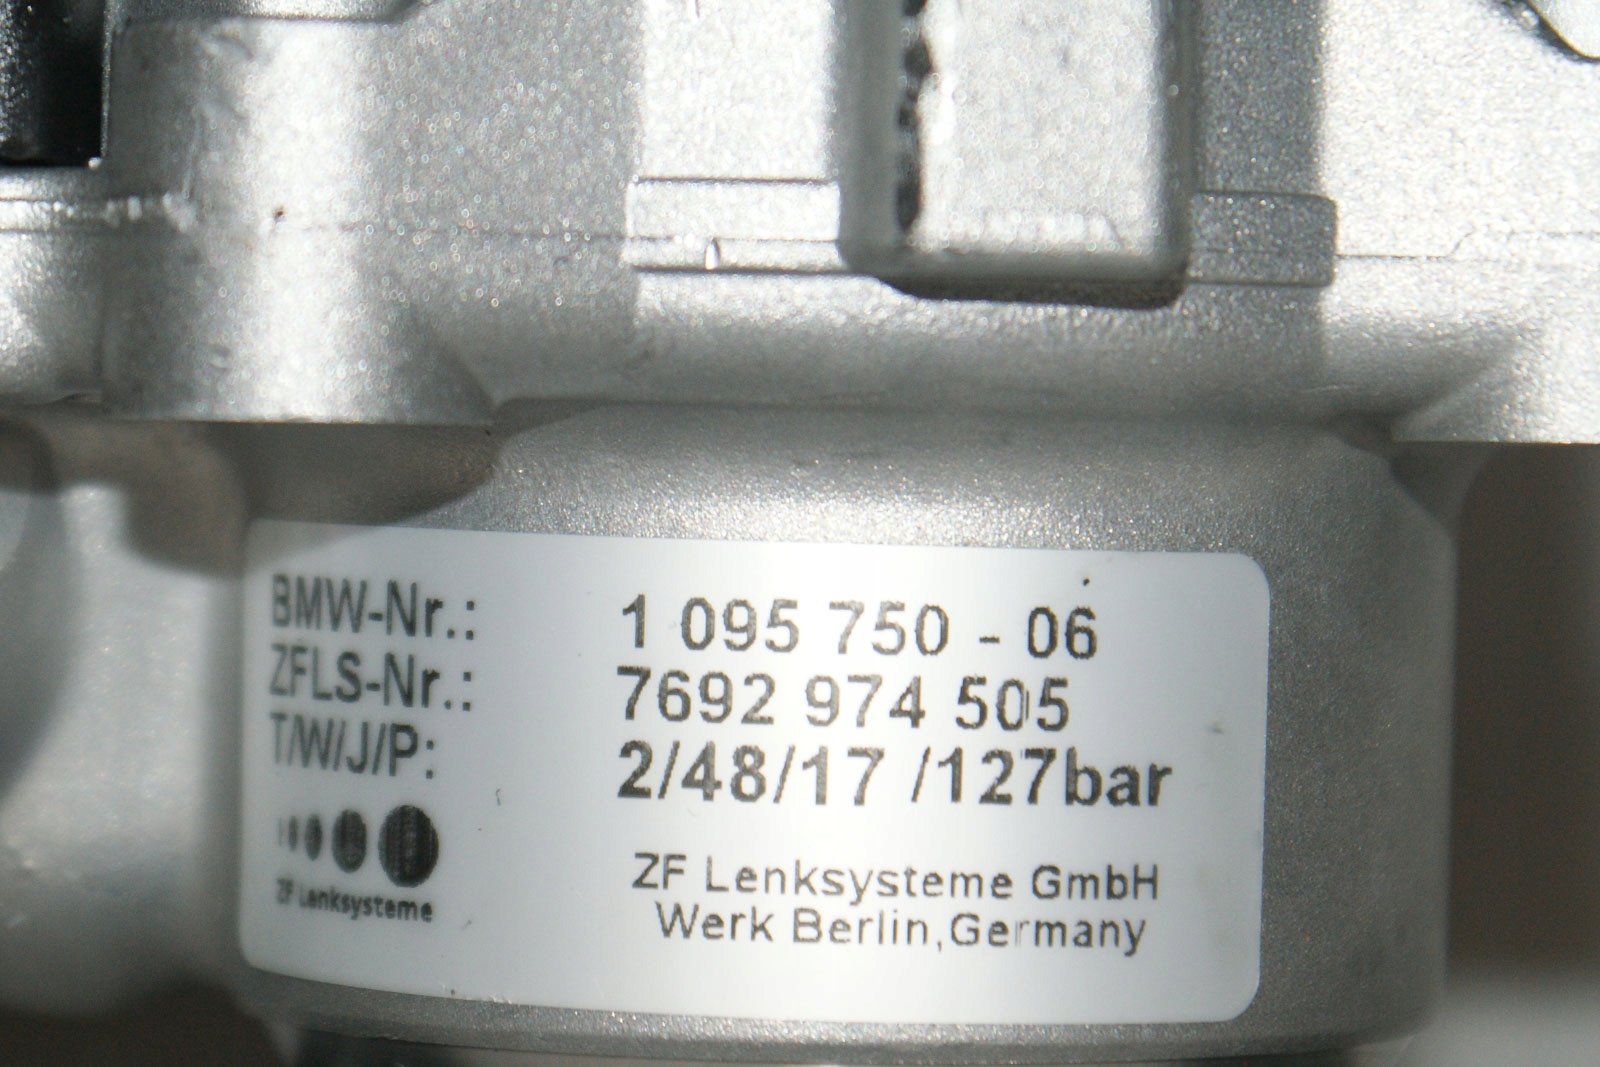 BMW-Nr.: 1 095 750 - 06
ZFLS-Nr.: 7692 974 505
T/W/J/P: 2/48/17 /127bar
ZF Lenksysteme
ZF Lenksysteme GmbH
Werk Berlin,Germany